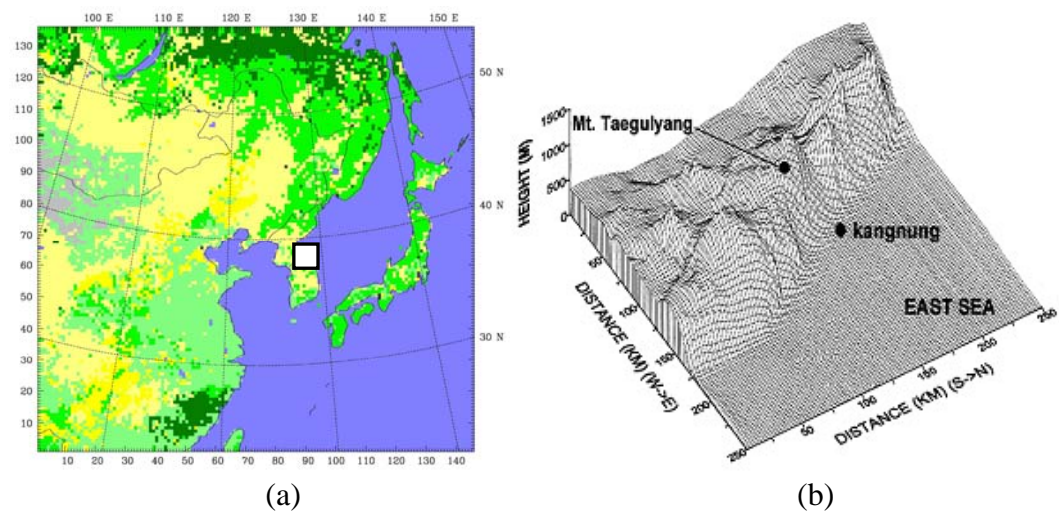 100 E 110 E 120 E 130 E 140 E 150 E
130
120
110
100
90
80
70
60
50
40
30
20
10
50 N
40 N
30 N
10 20 30 40 50 60 70 80 90 100 110 120 130 140
(a)
HEIGHT (M)
1500
1000
500
0
Mt. Taegulyang
kangnung
EAST SEA
DISTANCE (KM) (W->E)
50
100
150
200
250
DISTANCE (KM) (S->N)
50
100
150
200
250
(b)